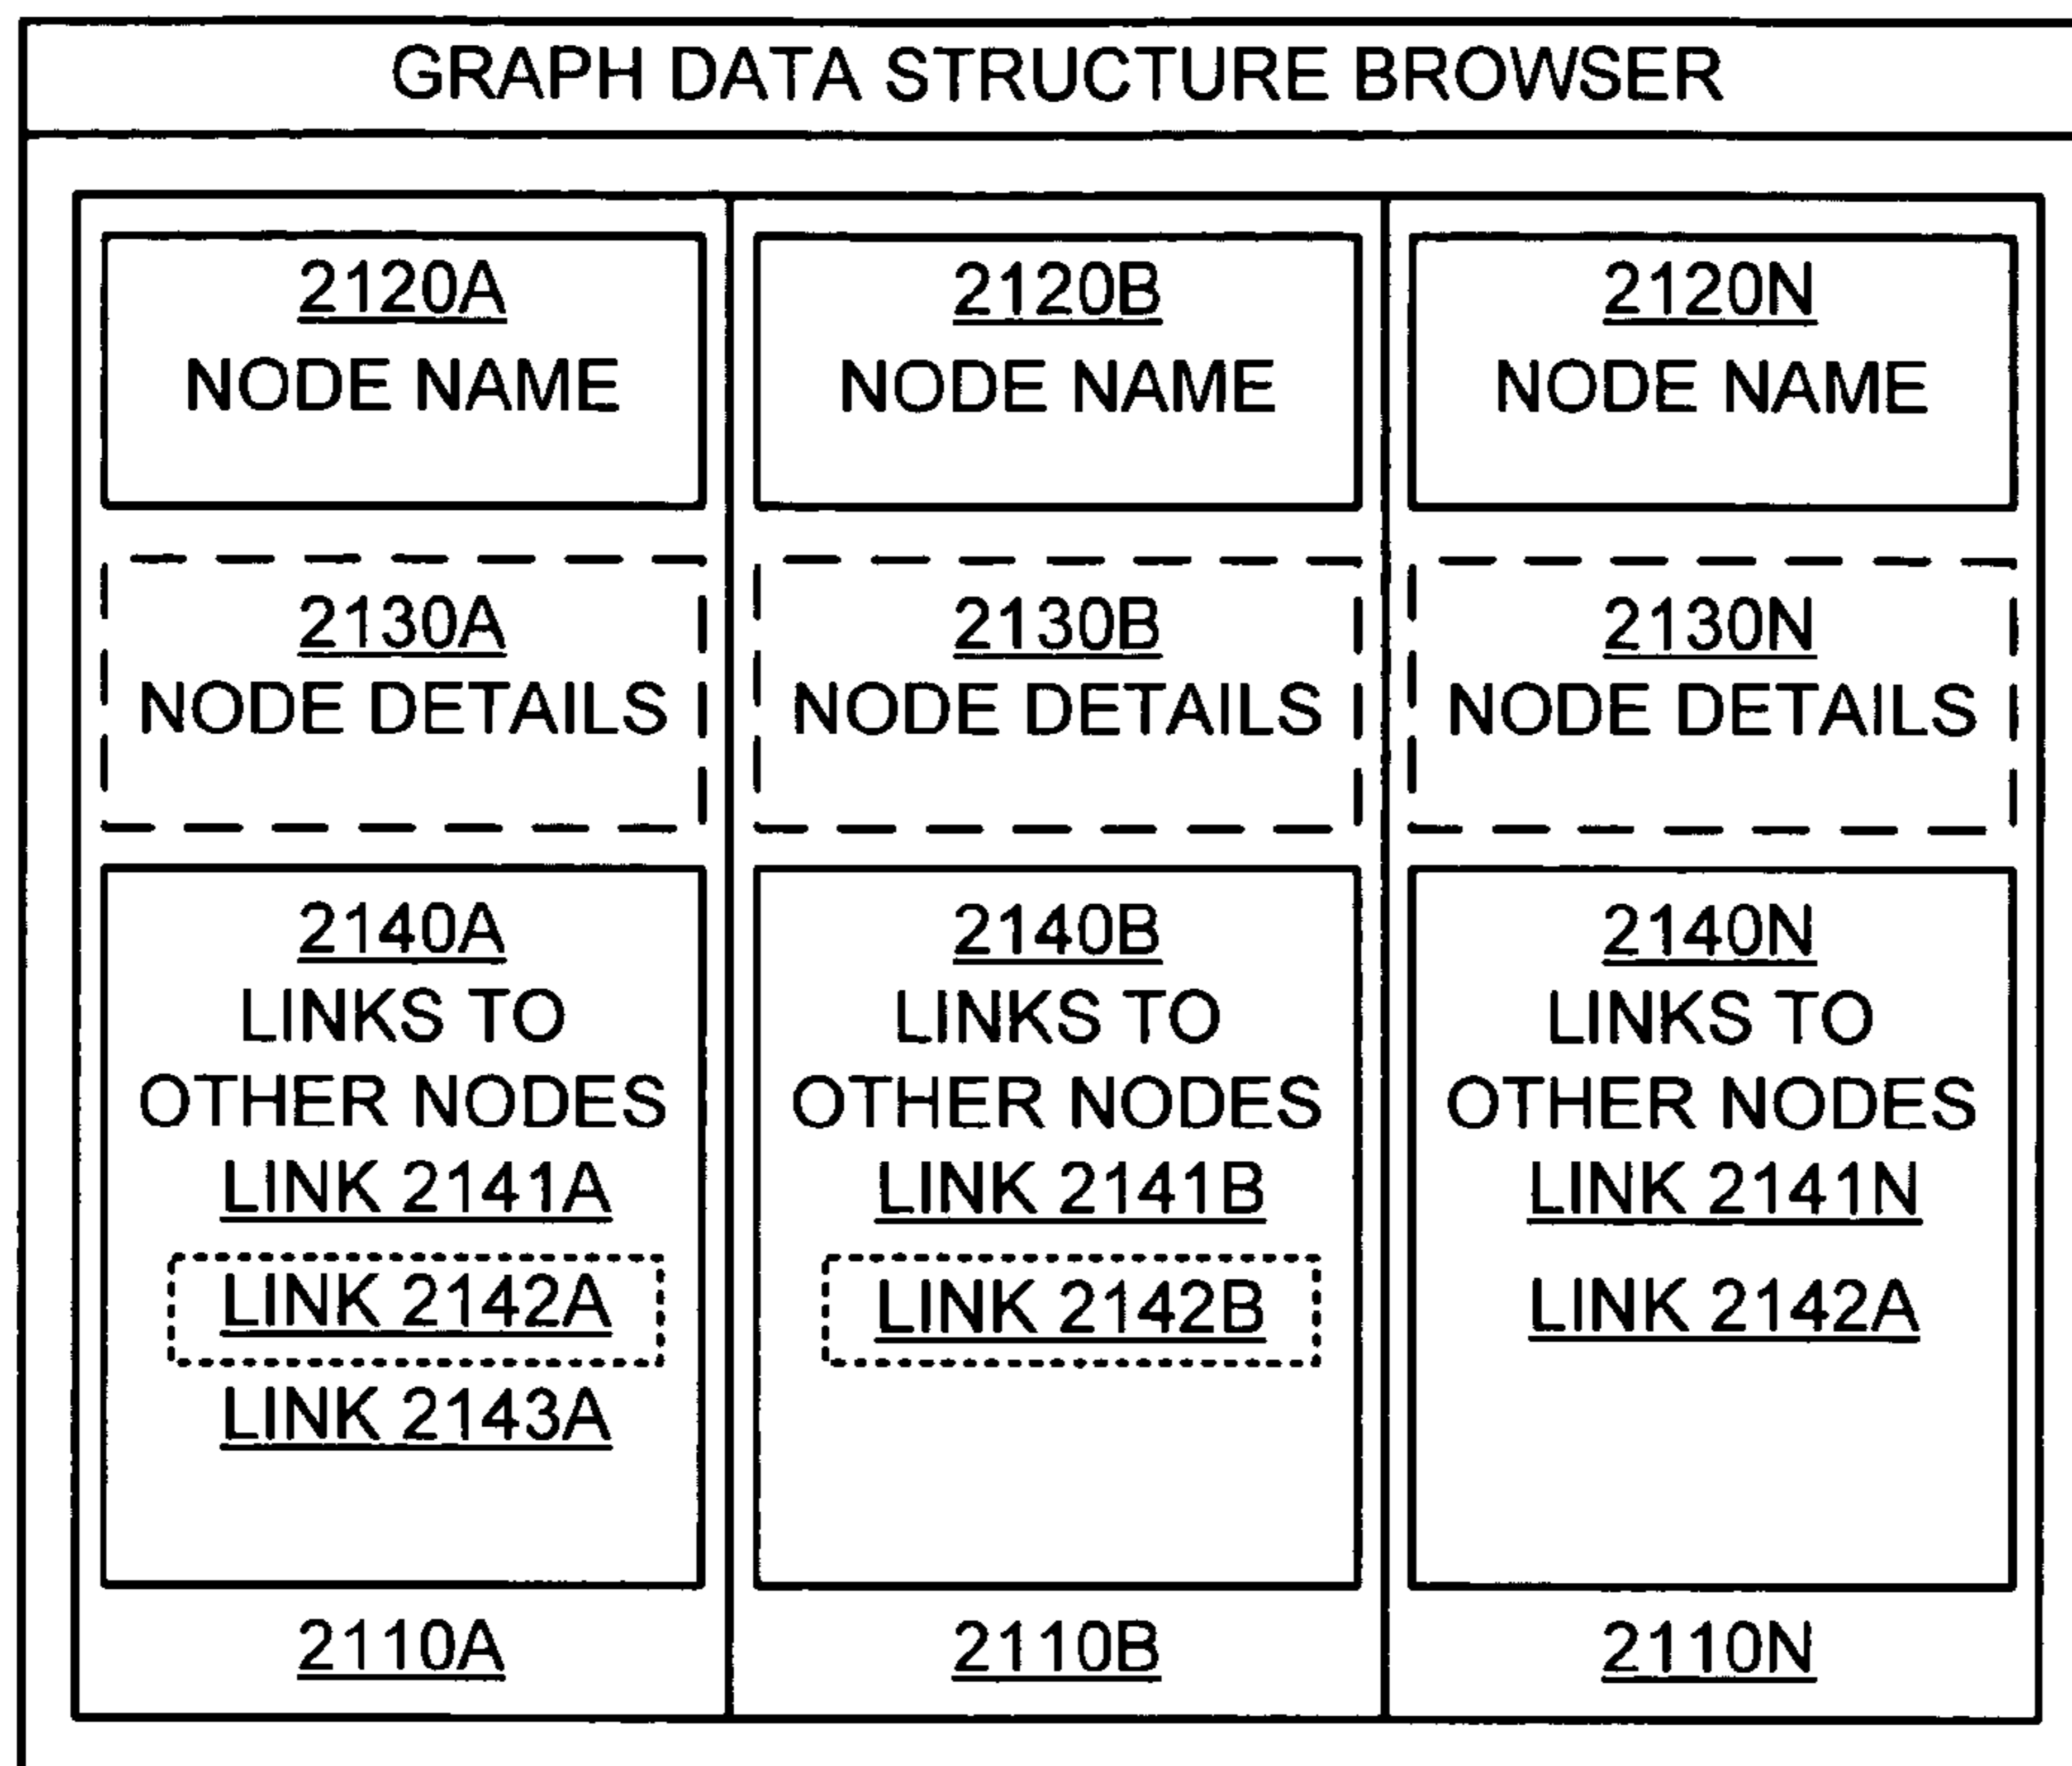 GRAPH DATA STRUCTURE BROWSER
2120A
NODE NAME
2130A
NODE DETAILS
2140A
LINKS TO
OTHER NODES
LINK 2141A
LINK 2142A
LINK 2143A
2110A
2120B
NODE NAME
2130B
NODE DETAILS
2140B
LINKS TO
OTHER NODES
LINK 2141B
LINK 2142B
2110B
2120N
NODE NAME
2130N
NODE DETAILS
2140N
LINKS TO
OTHER NODES
LINK 2141N
LINK 2142A
2110N